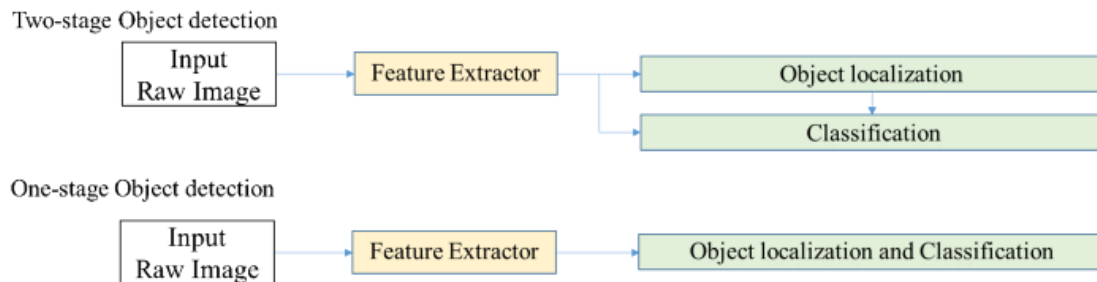 Two-stage Object detection
Input
Raw Image
Feature Extractor
Object localization
Classification
One-stage Object detection
Input
Raw Image
Feature Extractor
Object localization and Classification